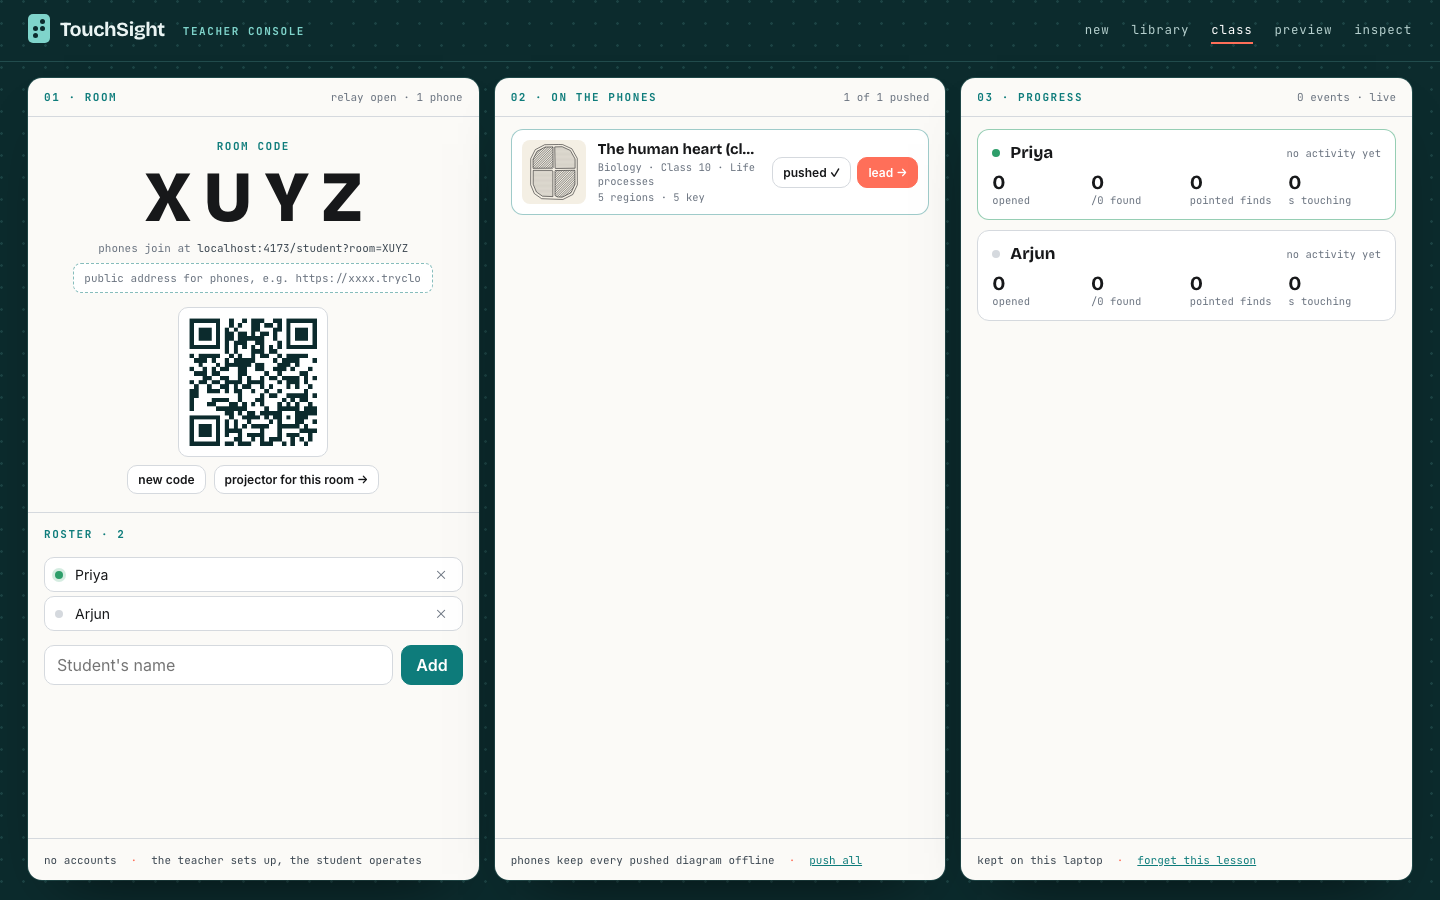 TouchSight TEACHER CONSOLE
new library class preview inspect
01 · ROOM
relay open · 1 phone
ROOM CODE
XUYZ
phones join at localhost:4173/student?room=XUYZ
public address for phones, e.g. https://xxxx.tryclo
new code
projector for this room →
ROSTER · 2
Priya ×
Arjun ×
Student's name
Add
no accounts · the teacher sets up, the student operates
02 · ON THE PHONES
1 of 1 pushed
The human heart (cl...
Biology · Class 10 · Life
processes
5 regions · 5 key
pushed ✓
lead →
phones keep every pushed diagram offline · push all
03 · PROGRESS
0 events · live
Priya
no activity yet
0 0 0 0
opened /0 found pointed finds s touching
Arjun
no activity yet
0 0 0 0
opened /0 found pointed finds s touching
kept on this laptop · forget this lesson